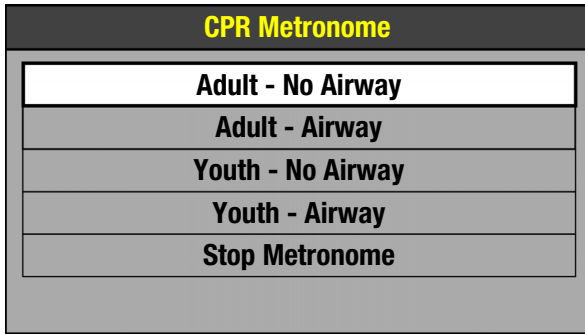 CPR Metronome
Adult - No Airway
Adult - Airway
Youth - No Airway
Youth - Airway
Stop Metronome